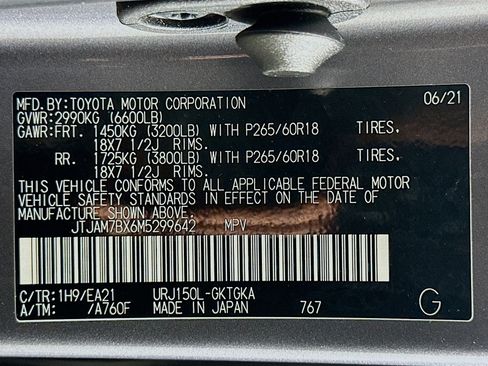 MFD.BY:TOYOTA MOTOR CORPORATION 06/21
GVWR:2990KG (6600LB)
GAWR:FRT. 1450KG (3200LB) WITH P265/60R18 TIRES,
18X7 1/2J RIMS.
RR. 1725KG (3800LB) WITH P265/60R18 TIRES,
18X7 1/2J RIMS.
THIS VEHICLE CONFORMS TO ALL APPLICABLE FEDERAL MOTOR
VEHICLE SAFETY STANDARDS IN EFFECT ON THE DATE OF
MANUFACTURE SHOWN ABOVE.
JTJAM7BX6M5299642 MPV
C/TR:1H9/EA21 URJ150L-GKTGKA
A/TM: /A760F MADE IN JAPAN 767 G